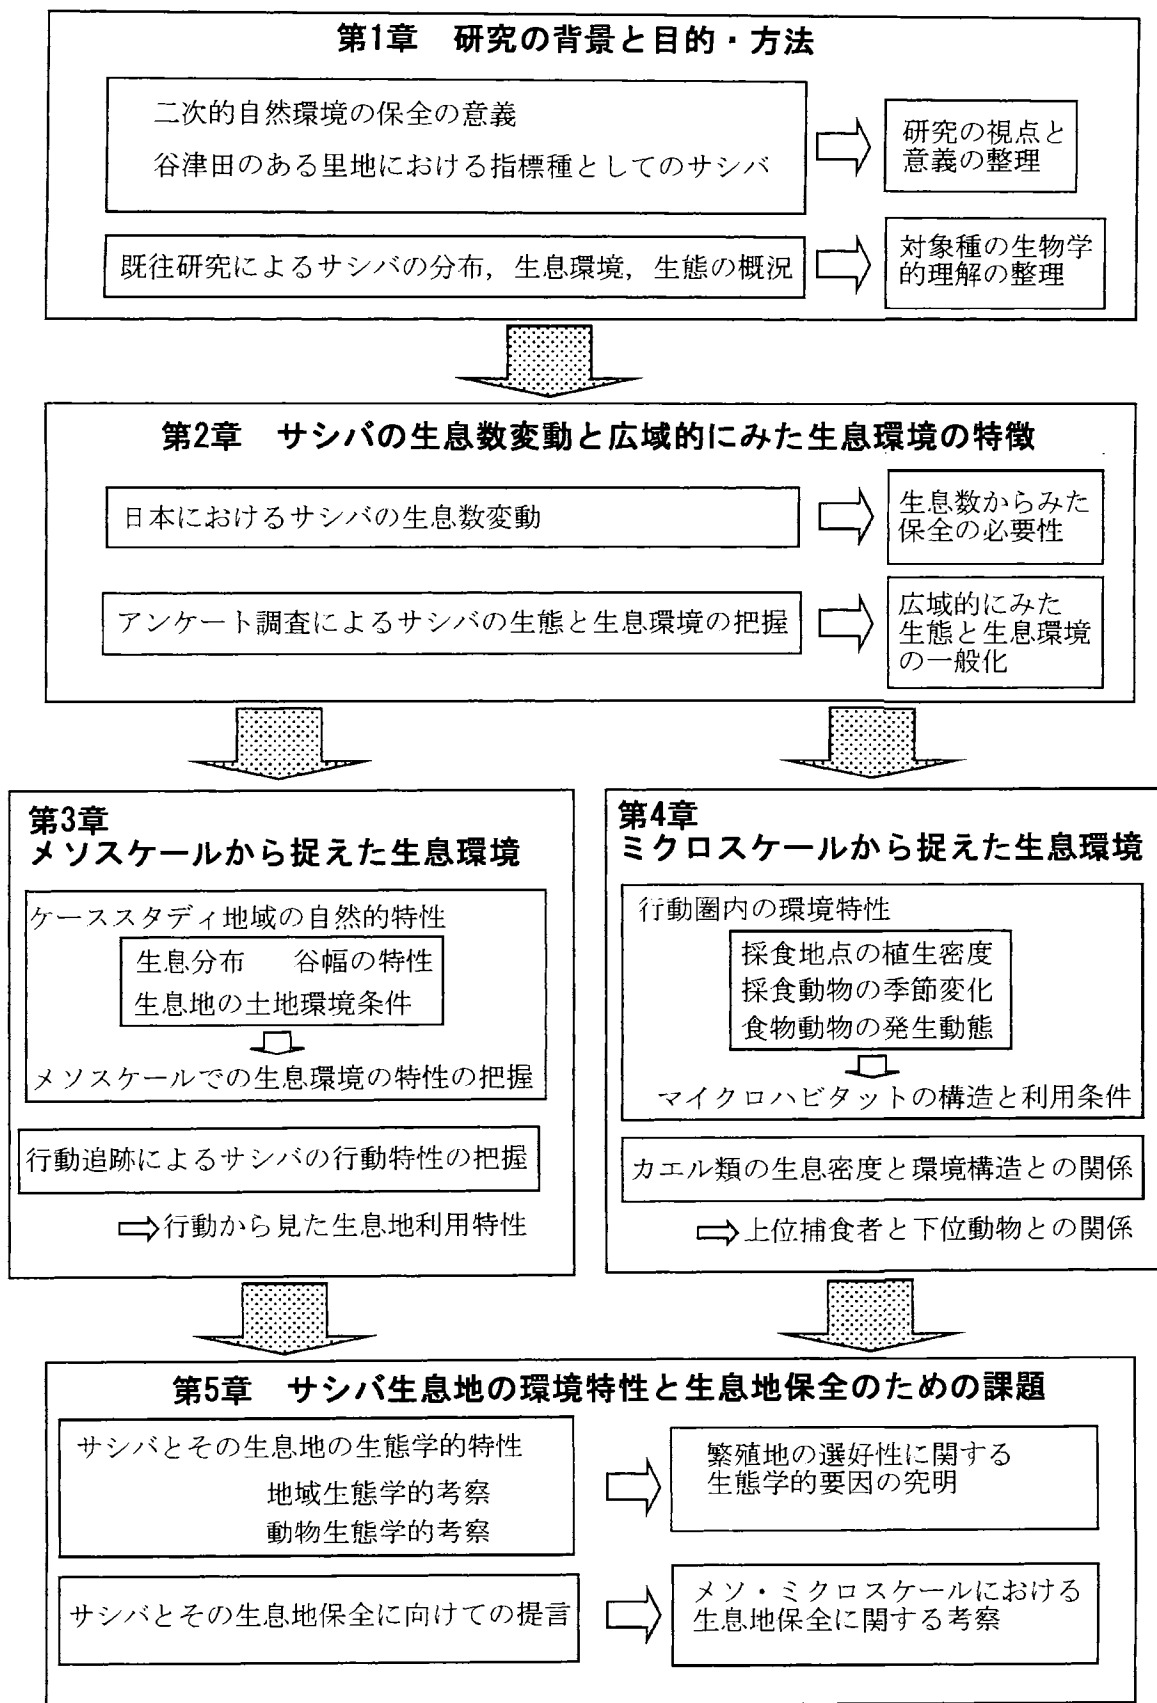 第1章 研究の背景と目的・方法
二次的自然環境の保全の意義
谷津田のある里地における指標種としてのサシバ
研究の視点と
意義の整理
既往研究によるサシバの分布，生息環境，生態の概況
対象種の生物学
的理解の整理
第2章 サシバの生息数変動と広域的にみた生息環境の特徴
日本におけるサシバの生息数変動
生息数からみた
保全の必要性
アンケート調査によるサシバの生態と生息環境の把握
広域的にみた
生態と生息環境
の一般化
第3章
メソスケールから捉えた生息環境
ケーススタディ地域の自然的特性
生息分布 谷幅の特性
生息地の土地環境条件
メソスケールでの生息環境の特性の把握
行動追跡によるサシバの行動特性の把握
⇨行動から見た生息地利用特性
第4章
ミクロスケールから捉えた生息環境
行動圏内の環境特性
採食地点の植生密度
採食動物の季節変化
食物動物の発生動態
マイクロハビタットの構造と利用条件
カエル類の生息密度と環境構造との関係
⇨上位捕食者と下位動物との関係
第5章 サシバ生息地の環境特性と生息地保全のための課題
サシバとその生息地の生態学的特性
地域生態学的考察
動物生態学的考察
繁殖地の選好性に関する
生態学的要因の究明
サシバとその生息地保全に向けての提言
メソ・ミクロスケールにおける
生息地保全に関する考察